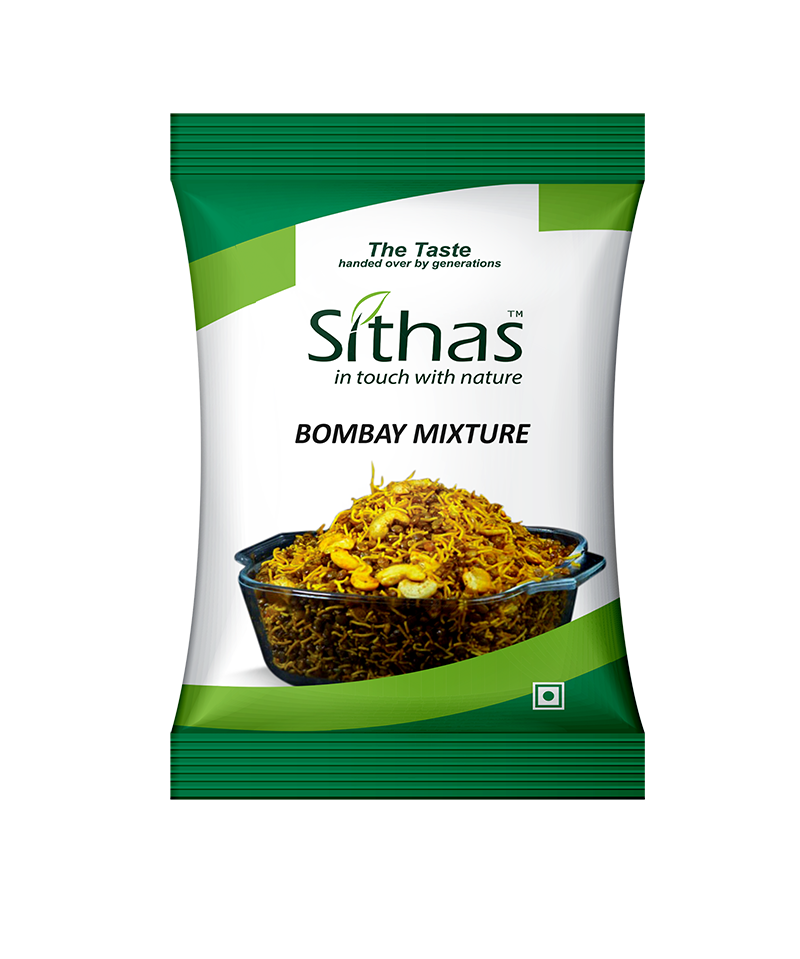 The Taste
handed over by generations
Sithas™
in touch with nature
BOMBAY MIXTURE